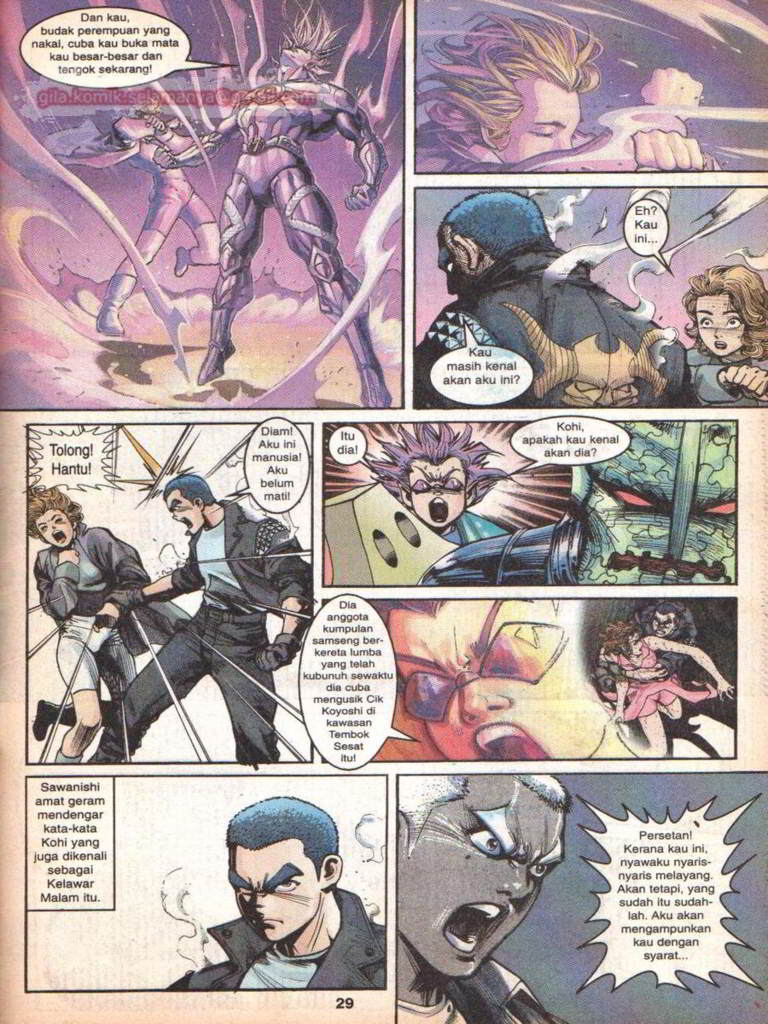 Dan kau,
budak perempuan yang
nakal, cuba kau buka mata
kau besar-besar dan
tengok sekarang!
gila.komik.selamanya@gmail.com
Eh?
Kau
ini...
Kau
masih kenal
akan aku ini?
Tolong!
Hantu!
Diam!
Aku ini
manusia!
Aku
belum
mati!
Itu
dia!
Kohi,
apakah kau kenal
akan dia?
Dia
anggota
kumpulan
samseng ber-
kereta lumba
yang telah
kubunuh sewaktu
dia cuba
mengusik Cik
Koyoshi di
kawasan
Tembok
Sesat
itu!
Sawanishi
amat geram
mendengar
kata-kata
Kohi yang
juga dikenali
sebagai
Kelawar
Malam itu.
Persetan!
Kerana kau ini,
nyawaku nyaris-
nyaris melayang.
Akan tetapi, yang
sudah itu sudah-
lah. Aku akan
mengampunkan
kau dengan
syarat...
29